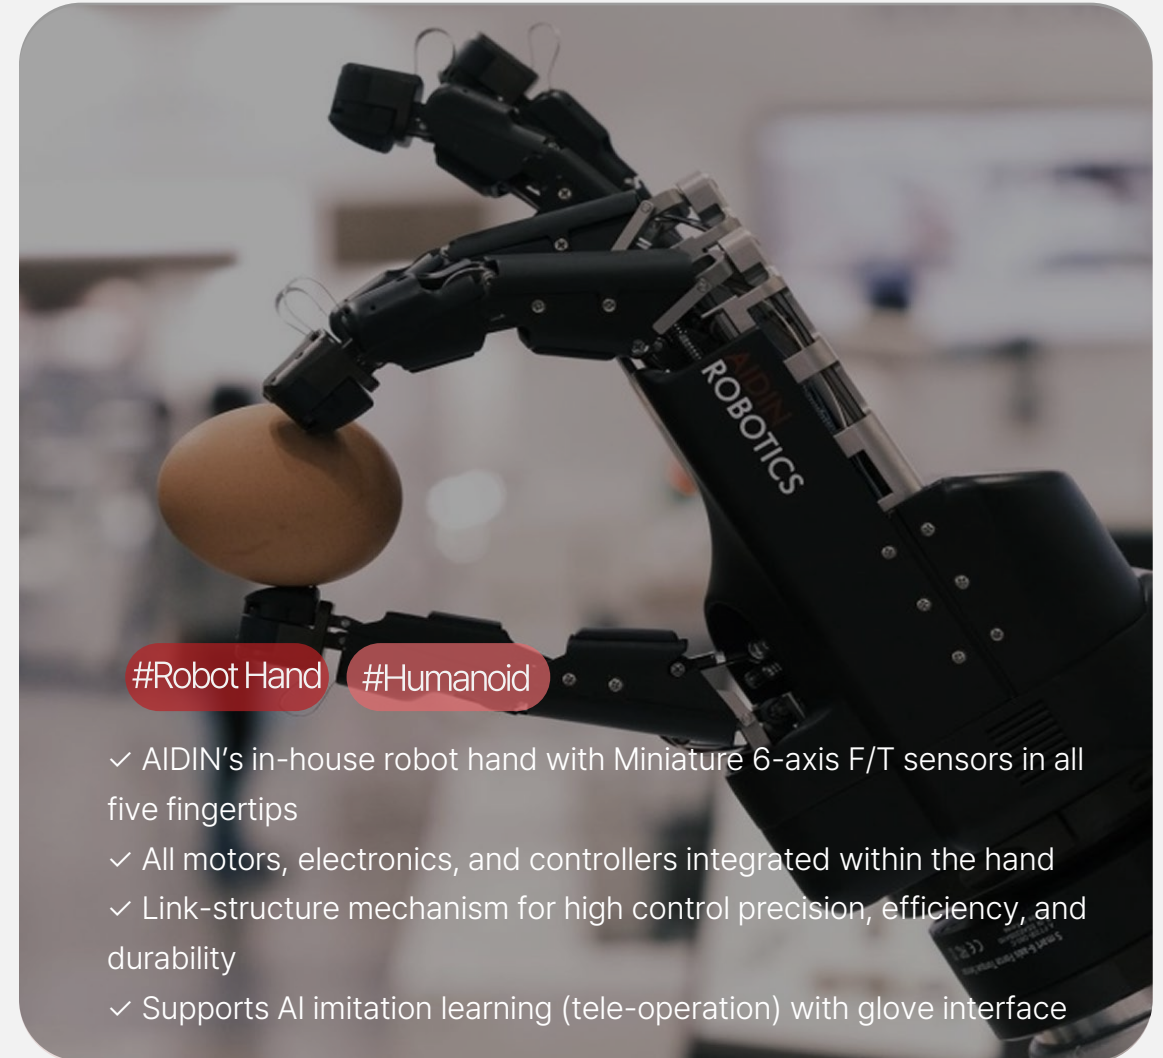 AIDIN
ROBOTICS
#Robot Hand
#Humanoid
✓ AIDIN’s in-house robot hand with Miniature 6-axis F/T sensors in all
five fingertips
✓ All motors, electronics, and controllers integrated within the hand
✓ Link-structure mechanism for high control precision, efficiency, and
durability
✓ Supports AI imitation learning (tele-operation) with glove interface